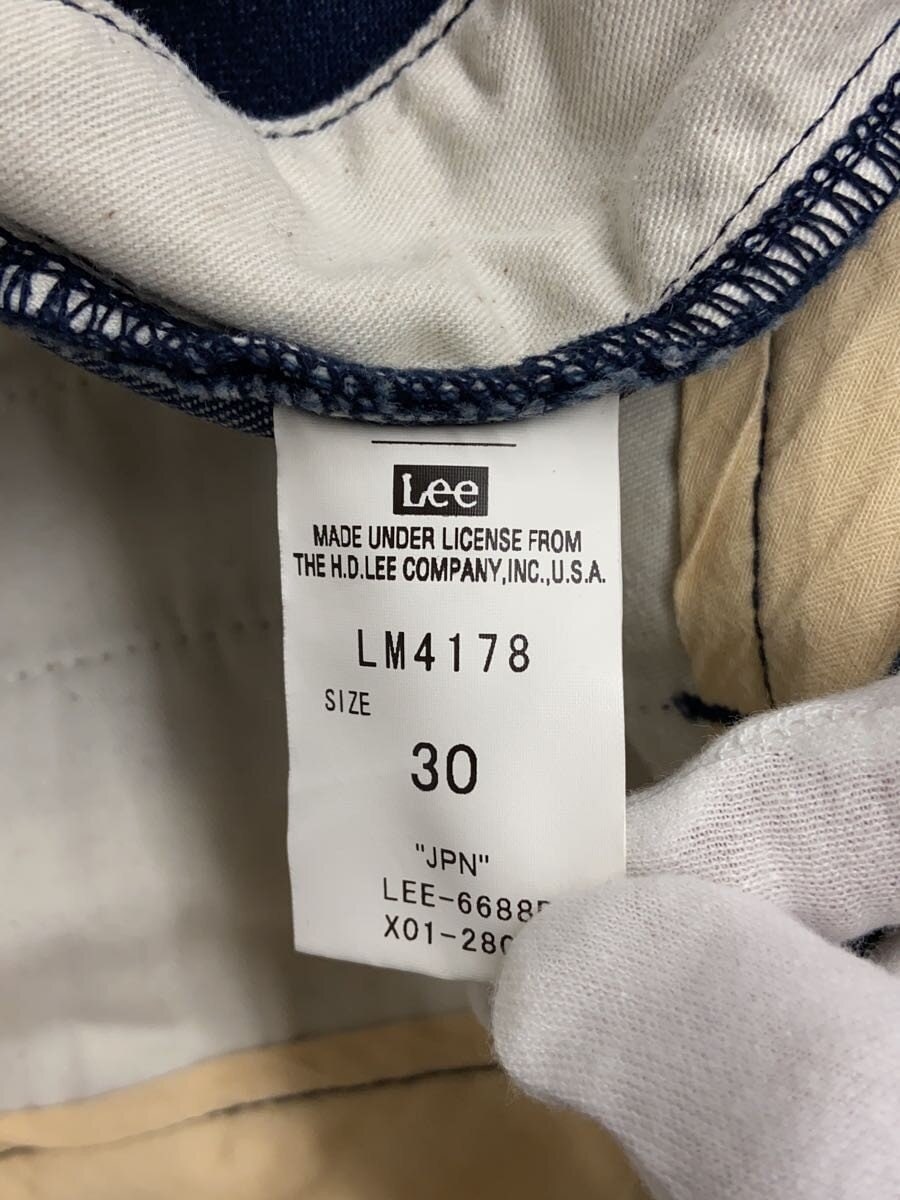 Lee
MADE UNDER LICENSE FROM
THE H.D.LEE COMPANY,INC.,U.S.A.
LM4178
SIZE
30
"JPN"